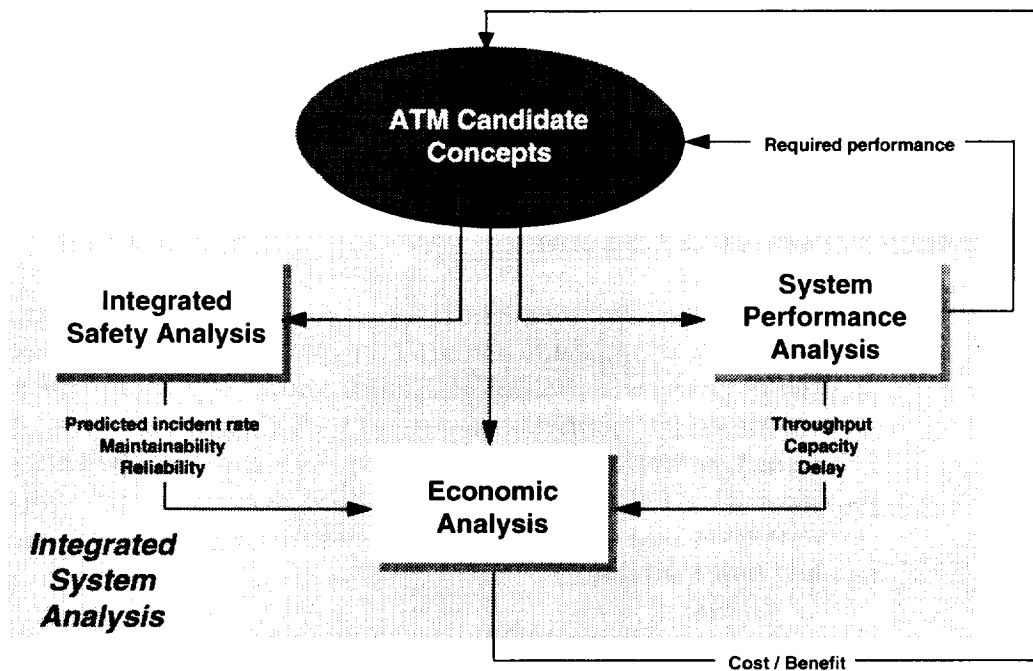 ATM Candidate
Concepts
Required performance
Integrated
Safety Analysis
System
Performance
Analysis
Predicted incident rate
Maintainability
Reliability
Throughput
Capacity
Delay
Economic
Analysis
Integrated
System
Analysis
Cost / Benefit